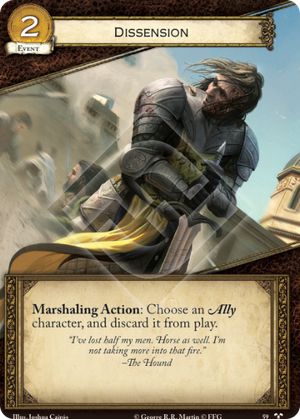 2
DISSENSION
EVENT
Marshaling Action: Choose an Ally
character, and discard it from play.
"I've lost half my men. Horse as well. I'm
not taking more into that fire."
–The Hound
Illus. Joshua Cairós
© George R.R. Martin © FFG
59